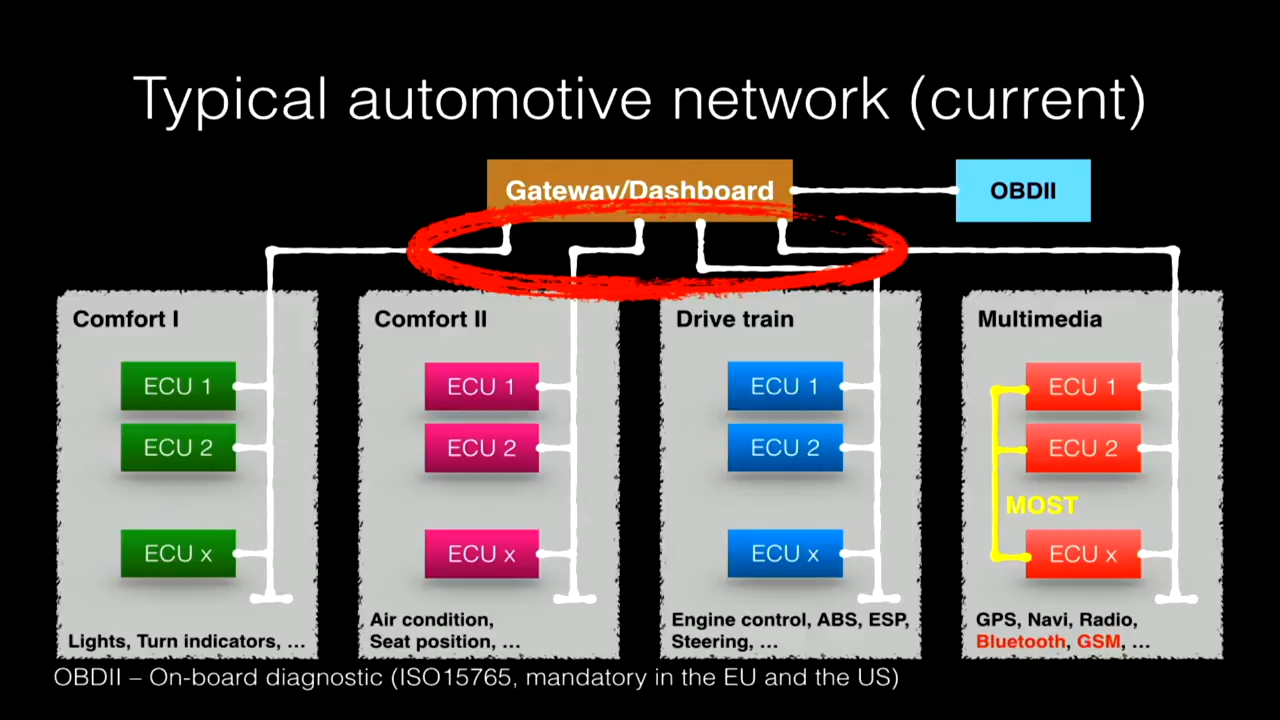 Typical automotive network (current)
Gateway/Dashboard
OBDII
Comfort I
ECU 1
ECU 2
ECU x
Lights, Turn indicators, …
Comfort II
ECU 1
ECU 2
ECU x
Air condition,
Seat position, …
Drive train
ECU 1
ECU 2
ECU x
Engine control, ABS, ESP,
Steering, …
Multimedia
ECU 1
ECU 2
MOST
ECU x
GPS, Navi, Radio,
Bluetooth, GSM, …
OBDII – On-board diagnostic (ISO15765, mandatory in the EU and the US)